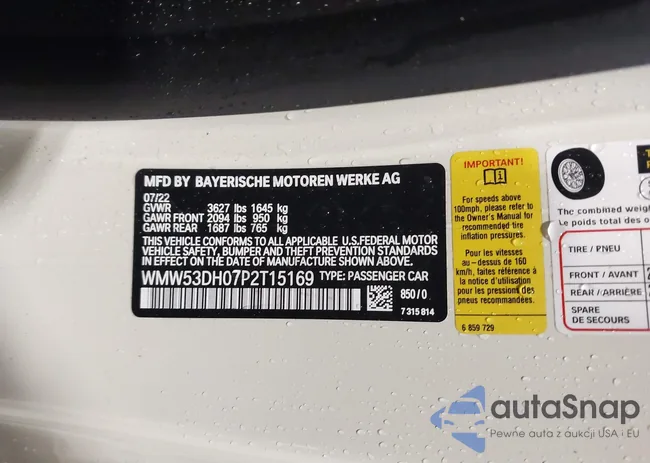 MFD BY BAYERISCHE MOTOREN WERKE AG
07/22
GVWR 3627 lbs 1645 kg
GAWR FRONT 2094 lbs 950 kg
GAWR REAR 1687 lbs 765 kg
THIS VEHICLE CONFORMS TO ALL APPLICABLE U.S.FEDERAL MOTOR
VEHICLE SAFETY, BUMPER AND THEFT PREVENTION STANDARDS
IN EFFECT ON THE DATE OF MANUFACTURE SHOWN ABOVE.
WMW53DH07P2T15169 TYPE: PASSENGER CAR
850/0
7 315 814
IMPORTANT!
For speeds above
100mph, please refer to
the Owner's Manual for
recommended tire
inflation pressures.
Pour les vitesses
au-dessus de 160
km/h, faites référence à
la notice d'utilisation
pour les pressions des
pneus recommandées.
6 859 729
The combined weig
Le poids total des o
TIRE / PNEU
FRONT / AVANT
REAR / ARRIÈRE
SPARE
DE SECOURS
autaSnap
Pewne auta z aukcji USA i EU